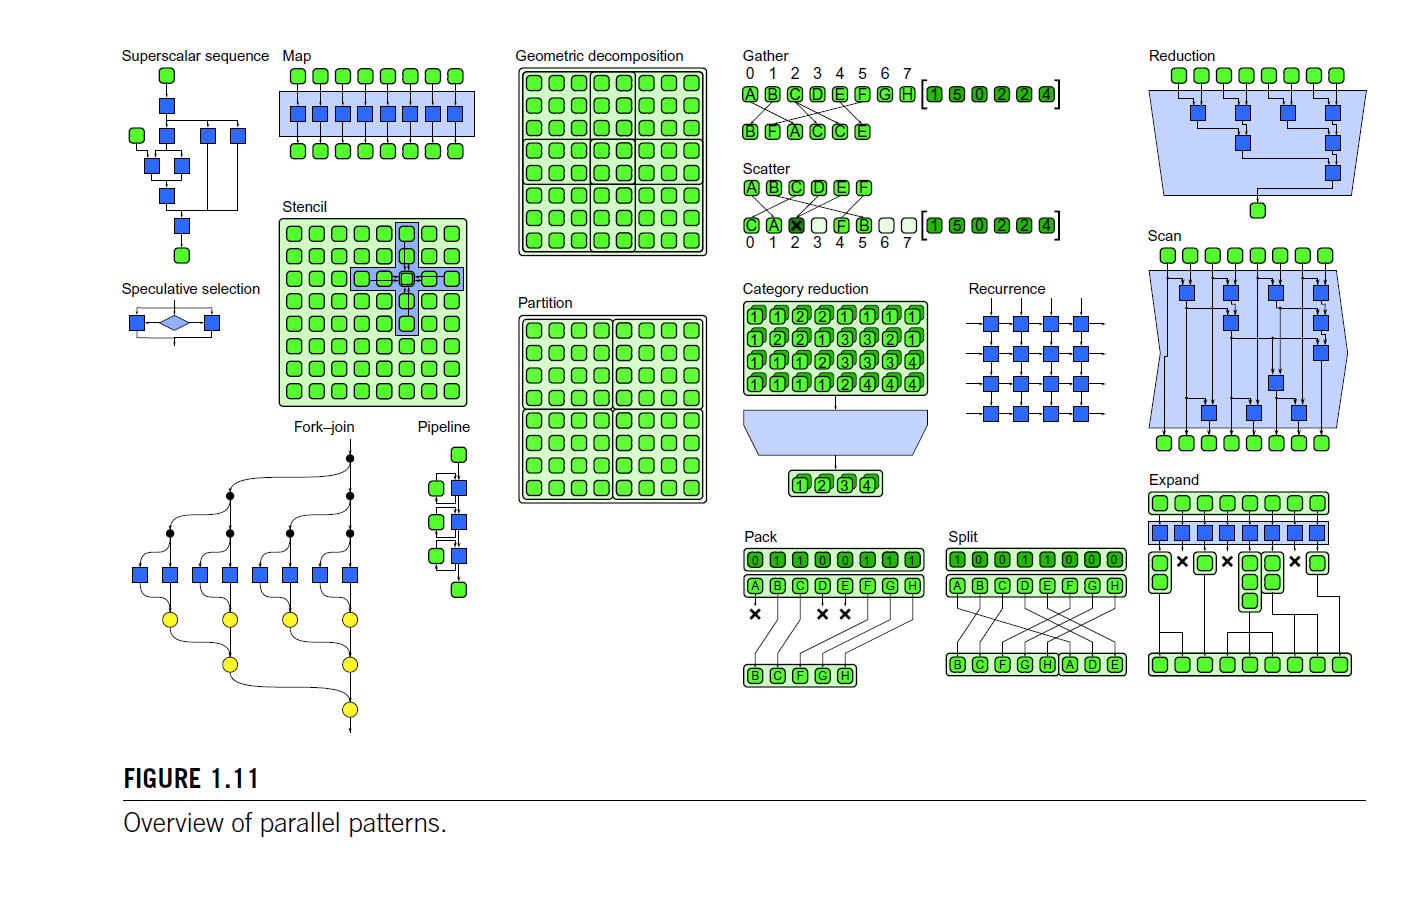 Superscalar sequence
Map
Geometric decomposition
Gather
0 1 2 3 4 5 6 7
A B C D E F G H [1 5 0 2 2 4]
B F A C C E
Reduction
Scatter
A B C D E F
C A F B [1 5 0 2 2 4]
0 1 2 3 4 5 6 7
Stencil
Scan
Speculative selection
Partition
Category reduction
1 1 2 2 1 1 1 1
1 2 2 1 3 3 2 1
1 1 1 1 3 3 3 4
1 1 1 1 2 4 4 4
1 2 3 4
Recurrence
Fork–join
Pipeline
Expand
Pack
0 1 1 0 0 1 1 1
A B C D E F G H
B C F G H
Split
1 0 0 1 1 0 0 0
A B C D E F G H
B C F G H A D E
FIGURE 1.11
Overview of parallel patterns.